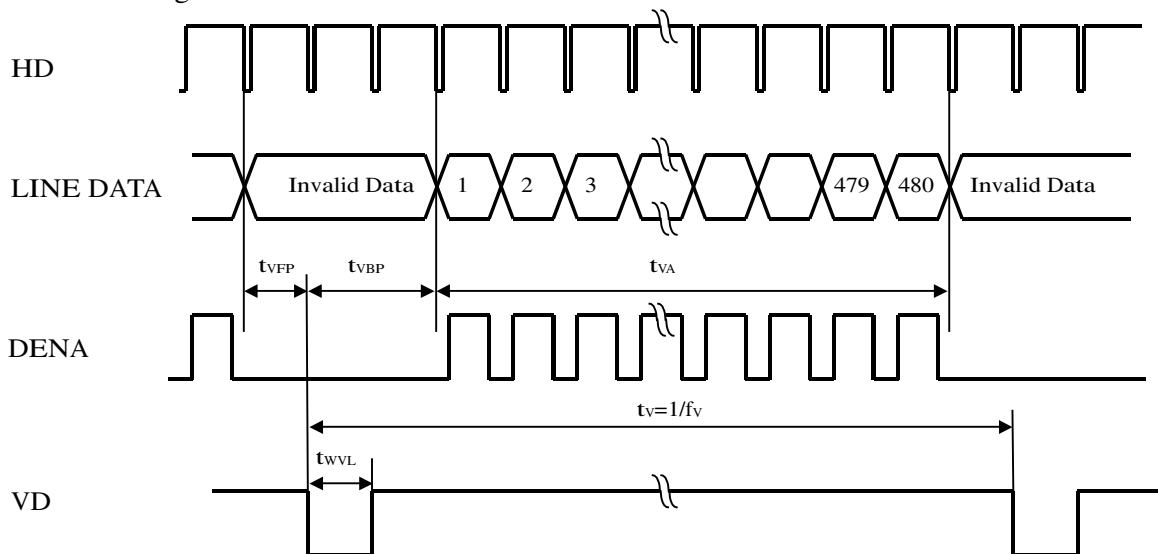 HD
LINE DATA
Invalid Data
1
2
3
479
480
Invalid Data
tVFP
tVBP
tVA
DENA
tV=1/fV
tWVL
VD